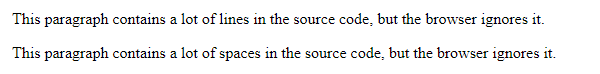 This paragraph contains a lot of lines in the source code, but the browser ignores it.
This paragraph contains a lot of spaces in the source code, but the browser ignores it.